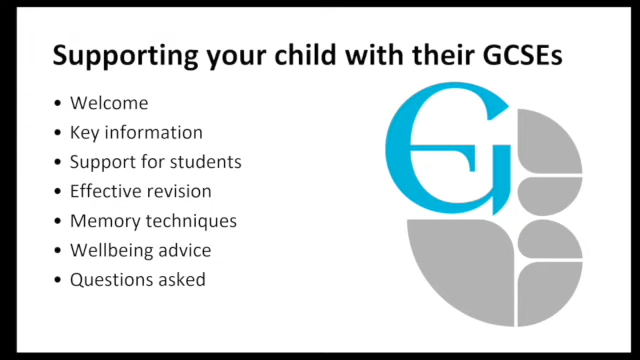 Supporting your child with their GCSEs
• Welcome
• Key information
• Support for students
• Effective revision
• Memory techniques
• Wellbeing advice
• Questions asked